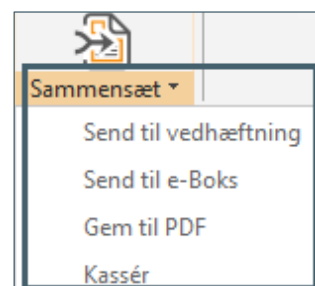 Sammensæt
Send til vedhæftning
Send til e-Boks
Gem til PDF
Kassér